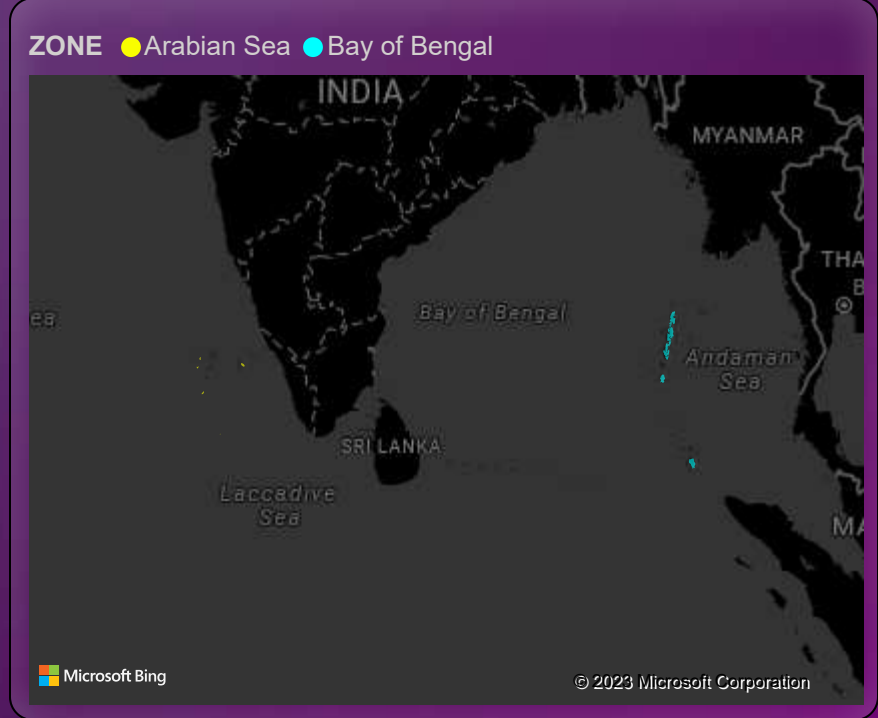 ZONE Arabian Sea Bay of Bengal
INDIA
MYANMAR
THA
B
ea
Bay of Bengal
Andaman
Sea
SRI LANKA
Laccadive
Sea
MA
Microsoft Bing
© 2023 Microsoft Corporation